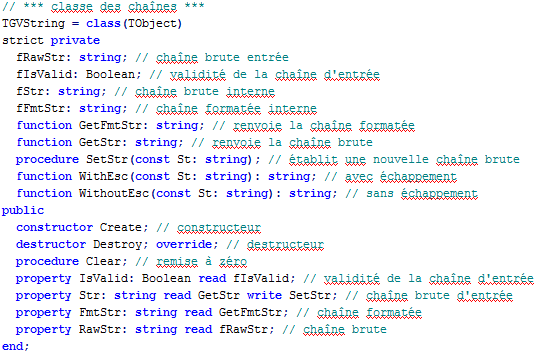 // *** classe des chaînes ***
TGVString = class(TObject)
strict private
fRawStr: string; // chaîne brute entrée
fIsValid: Boolean; // validité de la chaîne d'entrée
fStr: string; // chaîne brute interne
fFmtStr: string; // chaîne formatée interne
function GetFmtStr: string; // renvoie la chaîne formatée
function GetStr: string; // renvoie la chaîne brute
procedure SetStr(const St: string); // établit une nouvelle chaîne brute
function WithEsc(const St: string): string; // avec échappement
function WithoutEsc(const St: string): string; // sans échappement
public
constructor Create; // constructeur
destructor Destroy; override; // destructeur
procedure Clear; // remise à zéro
property IsValid: Boolean read fIsValid; // validité de la chaîne d'entrée
property Str: string read GetStr write SetStr; // chaîne brute d'entrée
property FmtStr: string read GetFmtStr; // chaîne formatée
property RawStr: string read fRawStr; // chaîne brute
end;